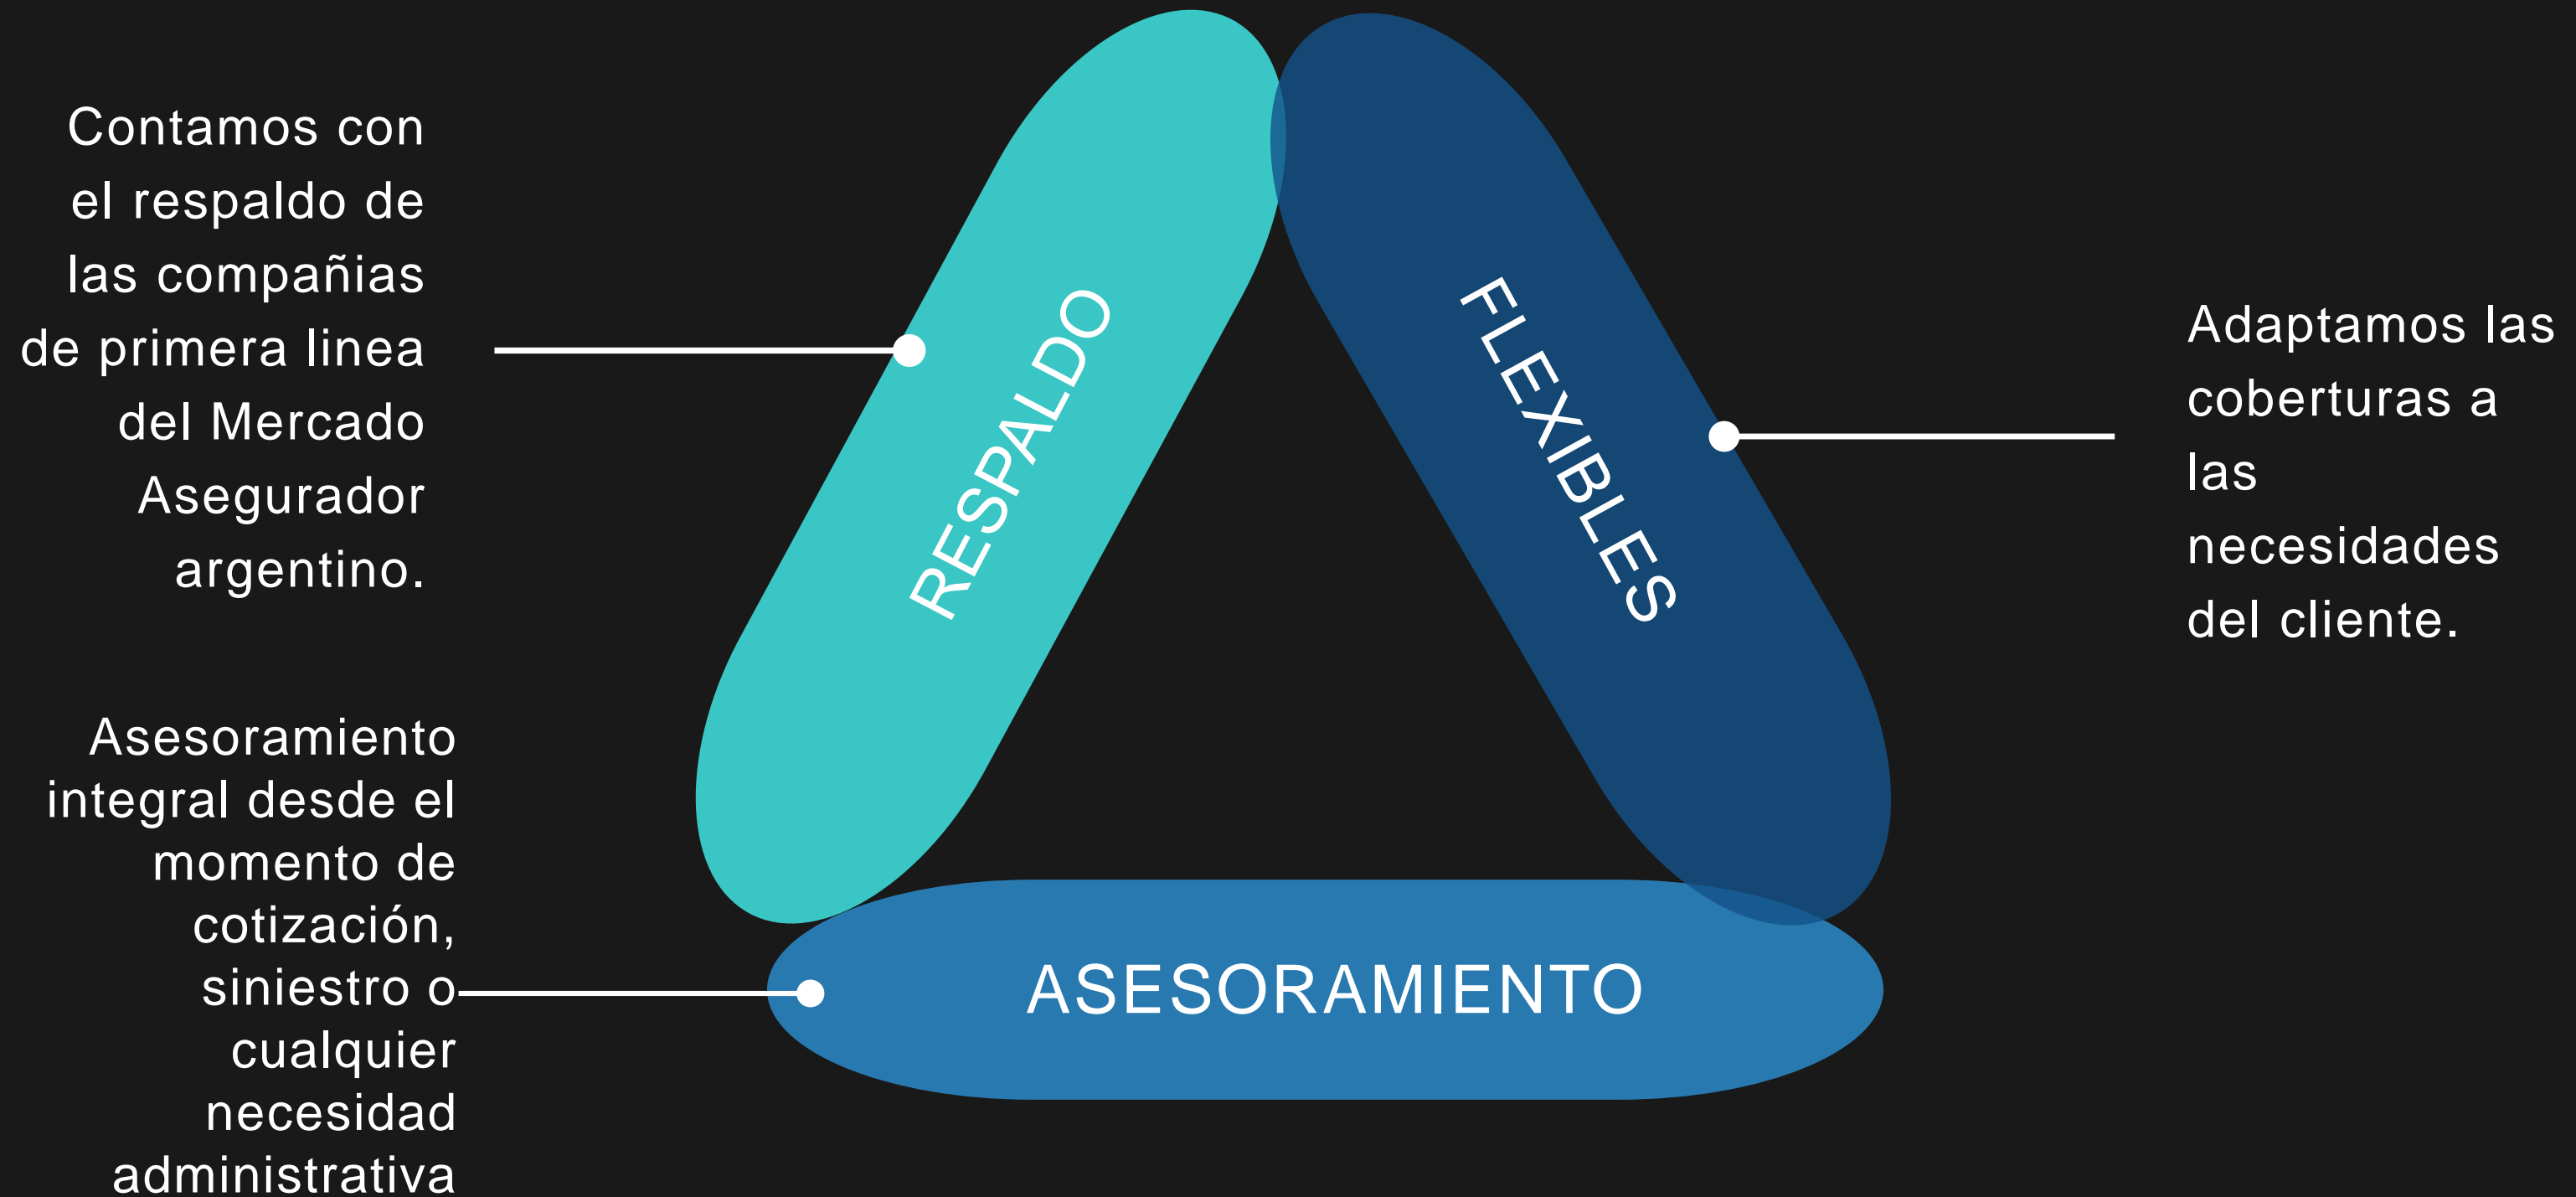 Contamos con
el respaldo de
las compañias
de primera linea
del Mercado
Asegurador
argentino.
RESPALDO
FLEXIBLES
Adaptamos las
coberturas a
las
necesidades
del cliente.
Asesoramiento
integral desde el
momento de
cotización,
siniestro o
cualquier
necesidad
administrativa
ASESORAMIENTO